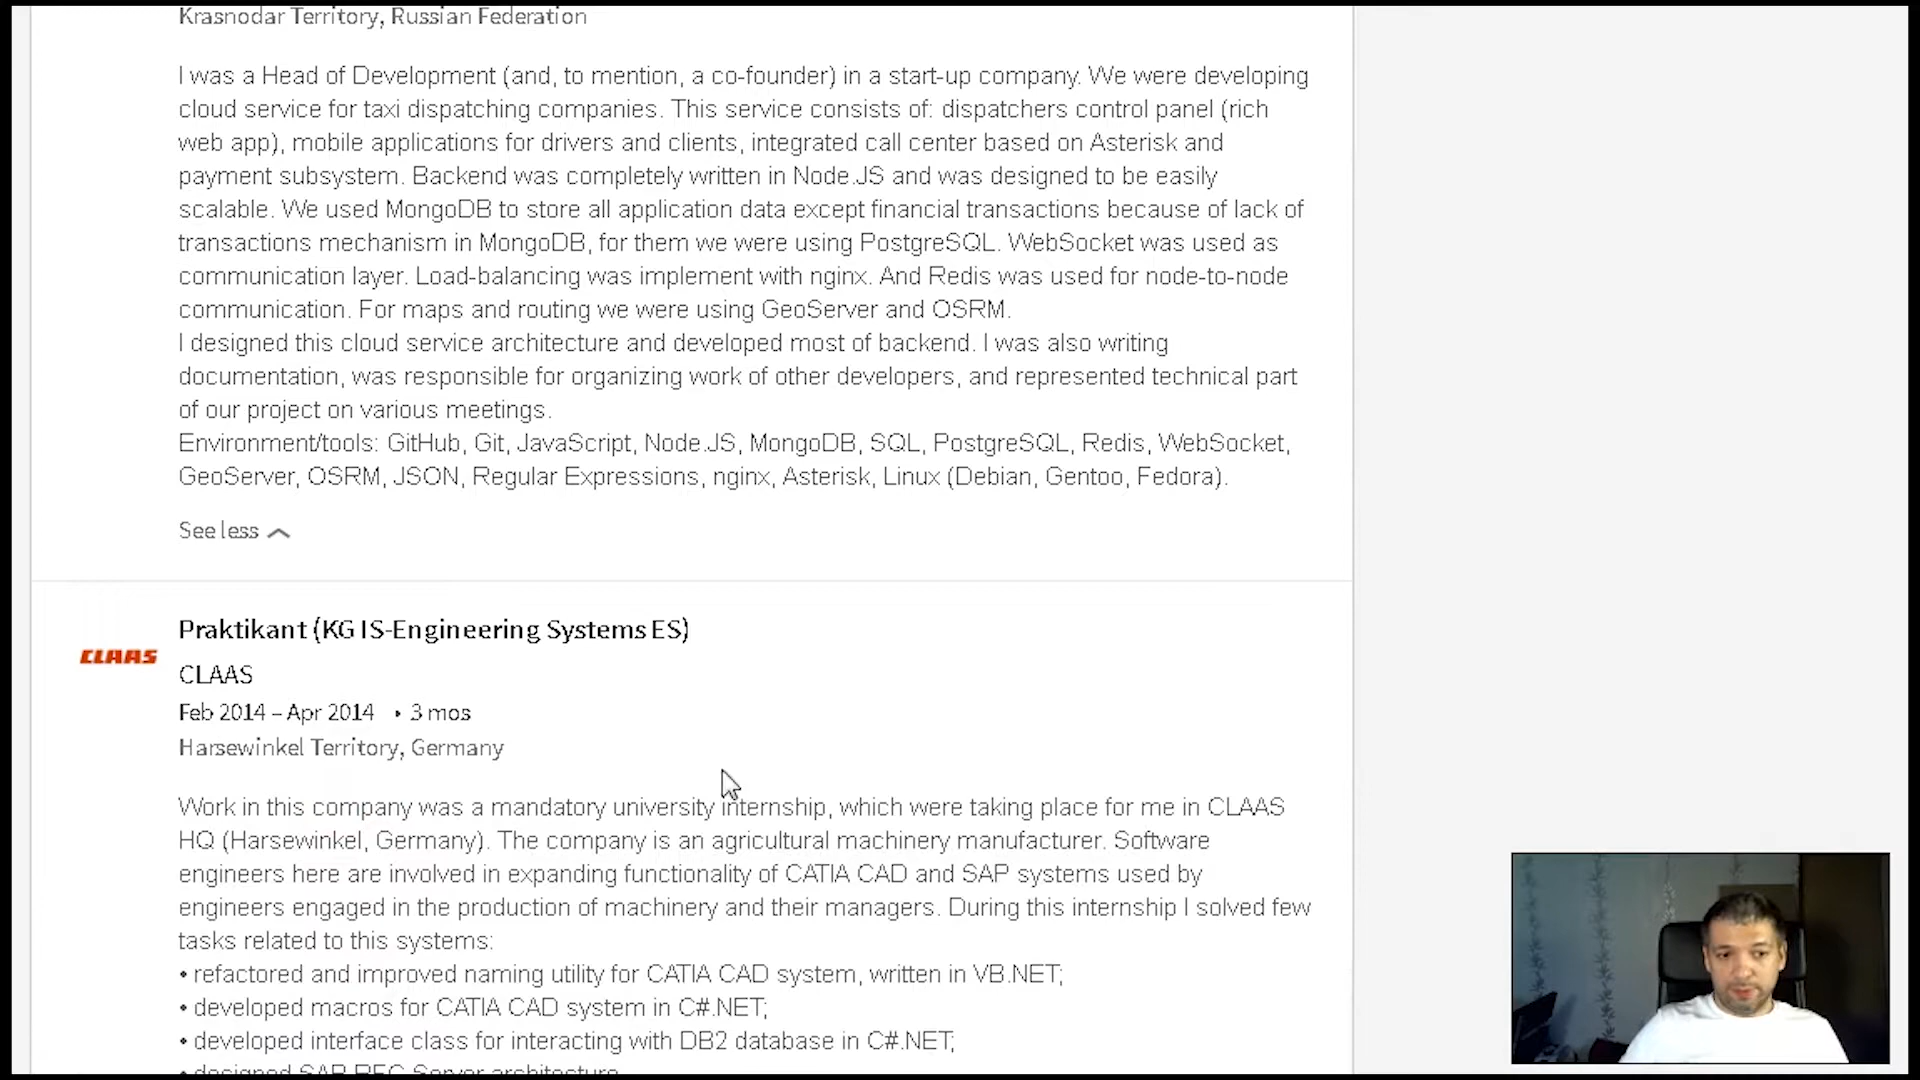 Krasnodar Territory, Russian Federation
I was a Head of Development (and, to mention, a co-founder) in a start-up company. We were developing
cloud service for taxi dispatching companies. This service consists of: dispatchers control panel (rich
web app), mobile applications for drivers and clients, integrated call center based on Asterisk and
payment subsystem. Backend was completely written in Node.JS and was designed to be easily
scalable. We used MongoDB to store all application data except financial transactions because of lack of
transactions mechanism in MongoDB, for them we were using PostgreSQL. WebSocket was used as
communication layer. Load-balancing was implement with nginx. And Redis was used for node-to-node
communication. For maps and routing we were using GeoServer and OSRM.
I designed this cloud service architecture and developed most of backend. I was also writing
documentation, was responsible for organizing work of other developers, and represented technical part
of our project on various meetings.
Environment/tools: GitHub, Git, JavaScript, Node.JS, MongoDB, SQL, PostgreSQL, Redis, WebSocket,
GeoServer, OSRM, JSON, Regular Expressions, nginx, Asterisk, Linux (Debian, Gentoo, Fedora).
See less
Praktikant (KG IS-Engineering Systems ES)
CLAAS
CLAAS
Feb 2014 – Apr 2014 • 3 mos
Harsewinkel Territory, Germany
Work in this company was a mandatory university internship, which were taking place for me in CLAAS
HQ (Harsewinkel, Germany). The company is an agricultural machinery manufacturer. Software
engineers here are involved in expanding functionality of CATIA CAD and SAP systems used by
engineers engaged in the production of machinery and their managers. During this internship I solved few
tasks related to this systems:
• refactored and improved naming utility for CATIA CAD system, written in VB.NET;
• developed macros for CATIA CAD system in C#.NET;
• developed interface class for interacting with DB2 database in C#.NET;
• designed SAP RFC Server architecture